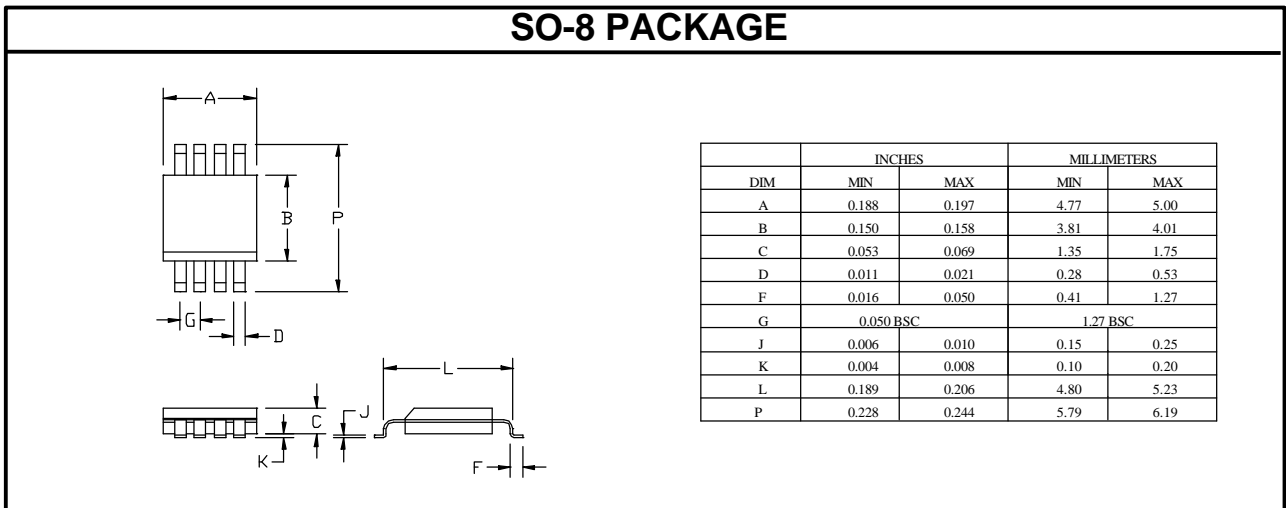 SO-8 PACKAGE
A
B
P
G
D
L
J
C
K
F
INCHES MILLIMETERS
DIM MIN MAX MIN MAX
A 0.188 0.197 4.77 5.00
B 0.150 0.158 3.81 4.01
C 0.053 0.069 1.35 1.75
D 0.011 0.021 0.28 0.53
F 0.016 0.050 0.41 1.27
G 0.050 BSC 1.27 BSC
J 0.006 0.010 0.15 0.25
K 0.004 0.008 0.10 0.20
L 0.189 0.206 4.80 5.23
P 0.228 0.244 5.79 6.19